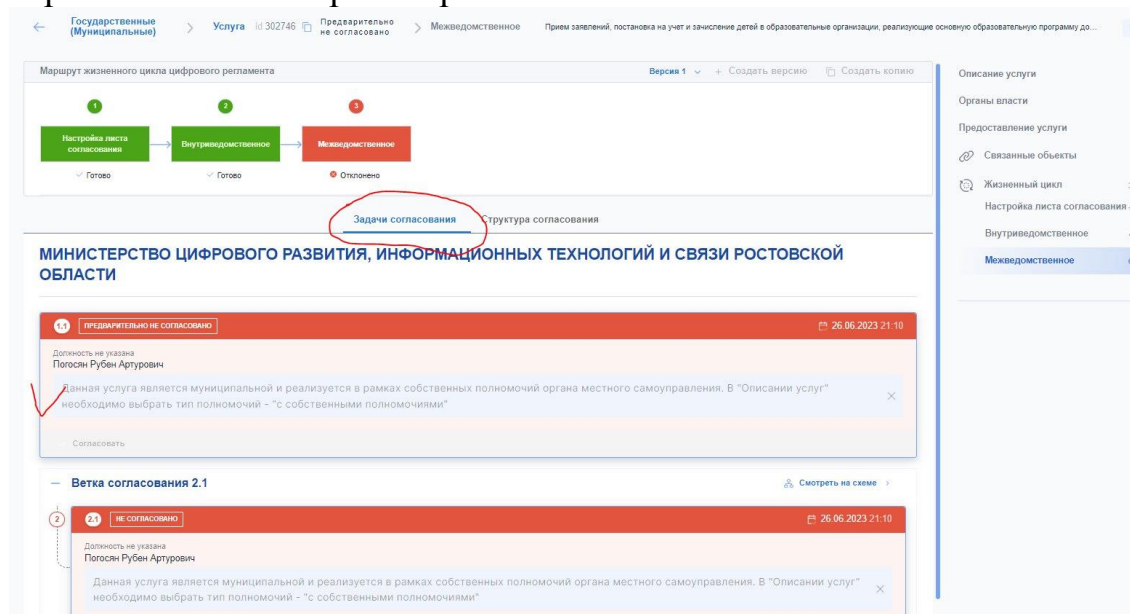 Государственные
(Муниципальные)
Услуга id 302746
Предварительно
не согласовано
Межведомственное
Прием заявлений, постановка на учет и зачисление детей в образовательные организации, реализующие основную образовательную программу до...
Маршрут жизненного цикла цифрового регламента
Версия 1 + Создать версию Создать копию
1 2 3
Настройка листа
согласования
Внутриведомственное
Межведомственное
Готово Готово Отклонено
Задачи согласования Структура согласования
МИНИСТЕРСТВО ЦИФРОВОГО РАЗВИТИЯ, ИНФОРМАЦИОННЫХ ТЕХНОЛОГИЙ И СВЯЗИ РОСТОВСКОЙ
ОБЛАСТИ
1.1 ПРЕДВАРИТЕЛЬНО НЕ СОГЛАСОВАНО 26.06.2023 21:10
Должность не указана
Погосян Рубен Артурович
Данная услуга является муниципальной и реализуется в рамках собственных полномочий органа местного самоуправления. В "Описании услуг"
необходимо выбрать тип полномочий - "с собственными полномочиями"
Согласовать
Ветка согласования 2.1 Смотреть на схеме
2 2.1 НЕ СОГЛАСОВАНО 26.06.2023 21:10
Должность не указана
Погосян Рубен Артурович
Данная услуга является муниципальной и реализуется в рамках собственных полномочий органа местного самоуправления. В "Описании услуг"
необходимо выбрать тип полномочий - "с собственными полномочиями"
Описание услуги
Органы власти
Предоставление услуги
Связанные объекты
Жизненный цикл
Настройка листа согласования
Внутриведомственное
Межведомственное